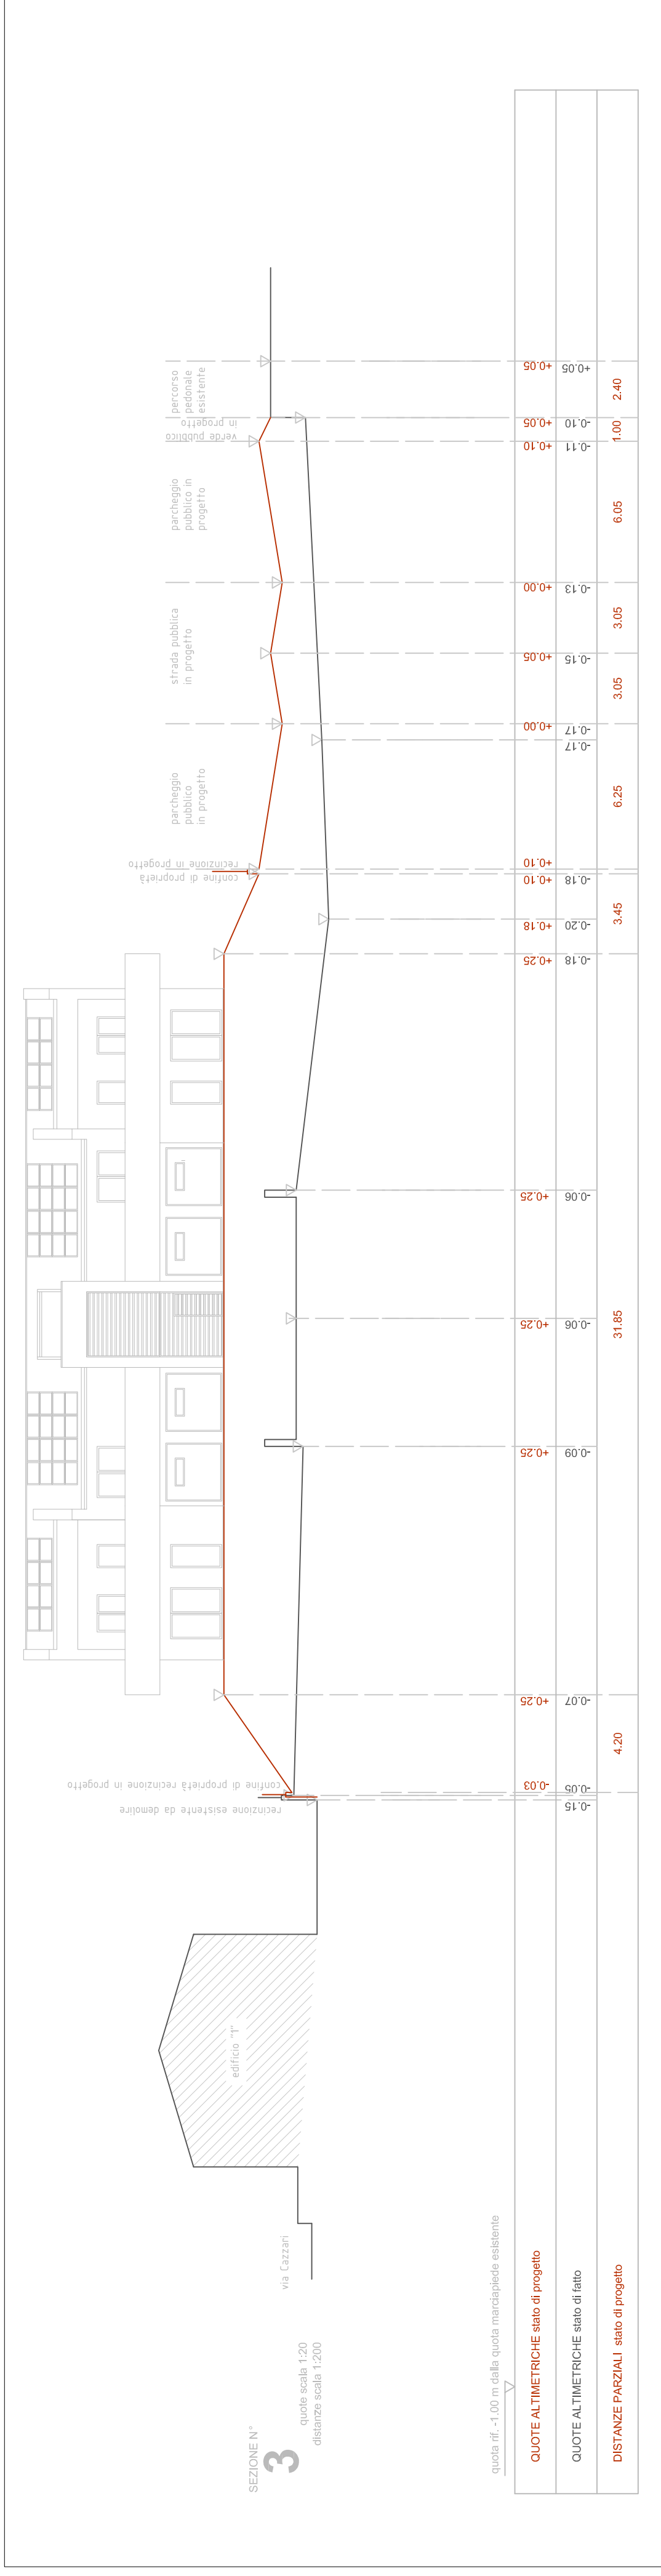 SEZIONE N°
3
quote scala 1:20
distanze scala 1:200
via Cazzari
edificio "1"
recinzione esistente da demolire
confine di proprietà recinzione in progetto
confine di proprietà
recinzione in progetto
parcheggio
pubblico
in progetto
strada pubblica
in progetto
parcheggio
pubblico in
progetto
verde pubblico
in progetto
percorso
pedonale
esistente
quota rif. -1.00 m dalla quota marciapiede esistente
QUOTE ALTIMETRICHE stato di progetto
-0.03
+0.25
+0.25
+0.25
+0.25
+0.25
+0.18
+0.10
+0.10
+0.00
+0.05
+0.00
+0.10
+0.05
+0.05
QUOTE ALTIMETRICHE stato di fatto
-0.15
-0.05
-0.07
-0.09
-0.06
-0.06
-0.18
-0.20
-0.18
-0.17
-0.17
-0.15
-0.13
-0.11
-0.10
+0.05
DISTANZE PARZIALI stato di progetto
4.20
31.85
3.45
6.25
3.05
3.05
6.05
1.00
2.40